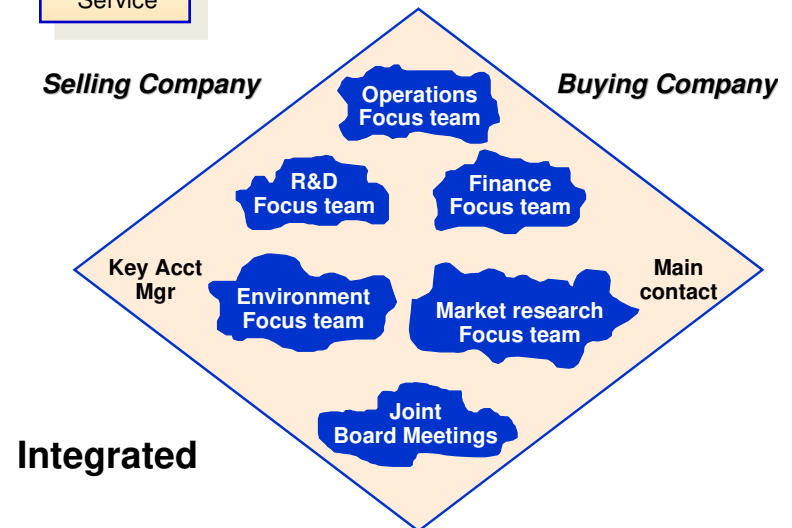 Service
Selling Company
Buying Company
Operations
Focus team
R&D
Focus team
Finance
Focus team
Key Acct
Mgr
Main
contact
Environment
Focus team
Market research
Focus team
Joint
Board Meetings
Integrated